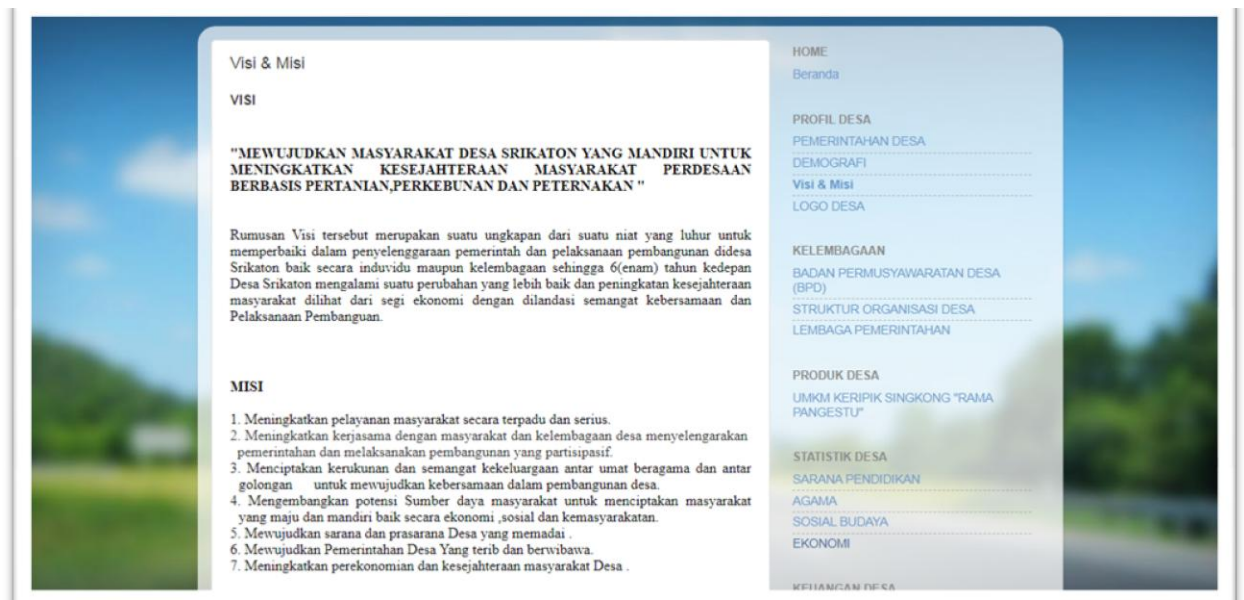 Visi & Misi
VISI
"MEWUJUDKAN MASYARAKAT DESA SRIKATON YANG MANDIRI UNTUK
MENINGKATKAN KESEJAHTERAAN MASYARAKAT PERDESAAN
BERBASIS PERTANIAN,PERKEBUNAN DAN PETERNAKAN "
Rumusan Visi tersebut merupakan suatu ungkapan dari suatu niat yang luhur untuk
memperbaiki dalam penyelenggaraan pemerintah dan pelaksanaan pembangunan didesa
Srikaton baik secara induvidu maupun kelembagaan sehingga 6(enam) tahun kedepan
Desa Srikaton mengalami suatu perubahan yang lebih baik dan peningkatan kesejahteraan
masyarakat dilihat dari segi ekonomi dengan dilandasi semangat kebersamaan dan
Pelaksanaan Pembanguan.
MISI
1. Meningkatkan pelayanan masyarakat secara terpadu dan serius.
2. Meningkatkan kerjasama dengan masyarakat dan kelembagaan desa menyelengarakan
pemerintahan dan melaksanakan pembangunan yang partisipasif.
3. Menciptakan kerukunan dan semangat kekeluargaan antar umat beragama dan antar
golongan untuk mewujudkan kebersamaan dalam pembangunan desa.
4. Mengembangkan potensi Sumber daya masyarakat untuk menciptakan masyarakat
yang maju dan mandiri baik secara ekonomi ,sosial dan kemasyarakatan.
5. Mewujudkan sarana dan prasarana Desa yang memadai .
6. Mewujudkan Pemerintahan Desa Yang terib dan berwibawa.
7. Meningkatkan perekonomian dan kesejahteraan masyarakat Desa .
HOME
Beranda
PROFIL DESA
PEMERINTAHAN DESA
DEMOGRAFI
Visi & Misi
LOGO DESA
KELEMBAGAAN
BADAN PERMUSYAWARATAN DESA
(BPD)
STRUKTUR ORGANISASI DESA
LEMBAGA PEMERINTAHAN
PRODUK DESA
UMKM KERIPIK SINGKONG "RAMA
PANGESTU"
STATISTIK DESA
SARANA PENDIDIKAN
AGAMA
SOSIAL BUDAYA
EKONOMI
KEUANGAN DESA